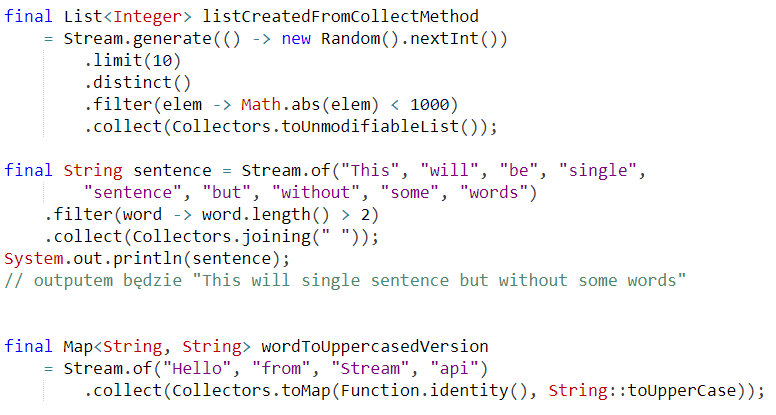 final List<Integer> listCreatedFromCollectMethod
    = Stream.generate(() -> new Random().nextInt())
        .limit(10)
        .distinct()
        .filter(elem -> Math.abs(elem) < 1000)
        .collect(Collectors.toUnmodifiableList());

final String sentence = Stream.of("This", "will", "be", "single",
        "sentence", "but", "without", "some", "words")
    .filter(word -> word.length() > 2)
    .collect(Collectors.joining(" "));
System.out.println(sentence);
// outputem będzie "This will single sentence but without some words"


final Map<String, String> wordToUppercasedVersion
    = Stream.of("Hello", "from", "Stream", "api")
        .collect(Collectors.toMap(Function.identity(), String::toUpperCase));